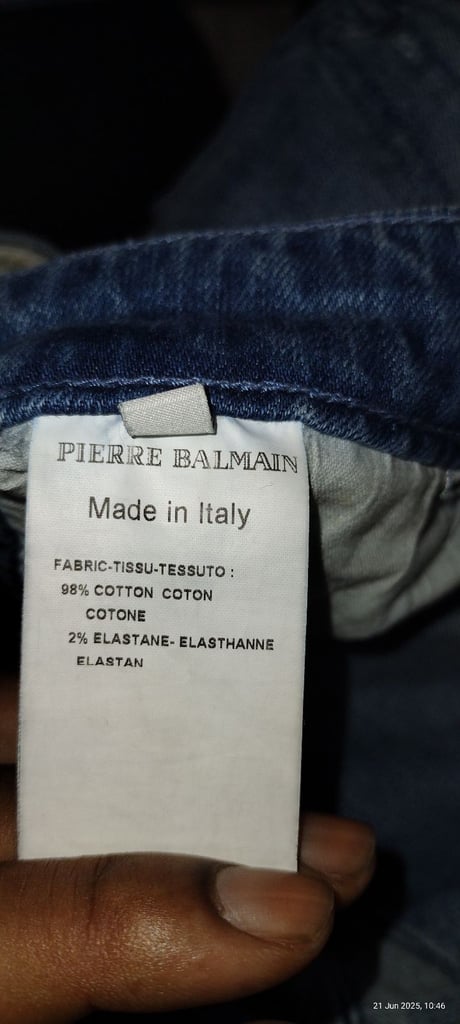 PIERRE BALMAIN
Made in Italy
FABRIC-TISSU-TESSUTO :
98% COTTON COTON
COTONE
2% ELASTANE- ELASTHANNE
ELASTAN
21 Jun 2025, 10:46